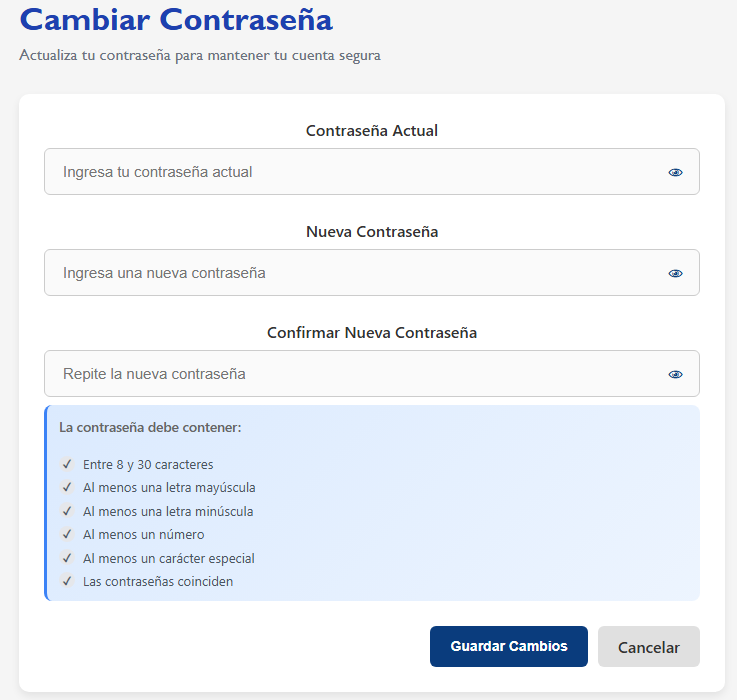 Cambiar Contraseña
Actualiza tu contraseña para mantener tu cuenta segura
Contraseña Actual
Ingresa tu contraseña actual
Nueva Contraseña
Ingresa una nueva contraseña
Confirmar Nueva Contraseña
Repite la nueva contraseña
La contraseña debe contener:
✓ Entre 8 y 30 caracteres
✓ Al menos una letra mayúscula
✓ Al menos una letra minúscula
✓ Al menos un número
✓ Al menos un carácter especial
✓ Las contraseñas coinciden
Guardar Cambios Cancelar